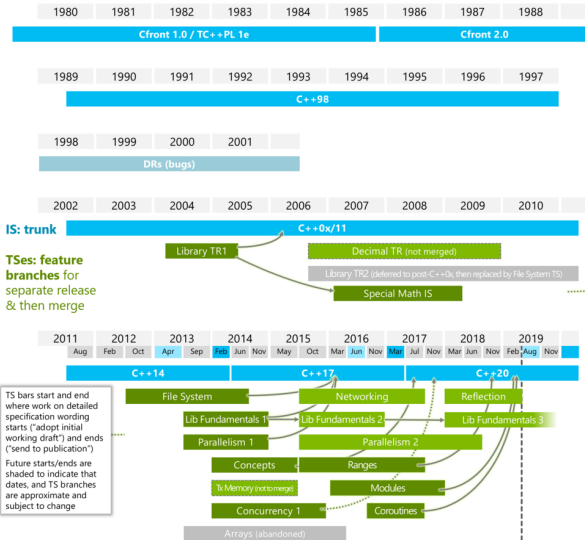 1980 1981 1982 1983 1984 1985 1986 1987 1988
Cfront 1.0 / TC++PL 1e Cfront 2.0
1989 1990 1991 1992 1993 1994 1995 1996 1997
C++98
1998 1999 2000 2001
DRs (bugs)
2002 2003 2004 2005 2006 2007 2008 2009 2010
IS: trunk C++0x/11
Library TR1 Decimal TR (not merged)
TSes: feature
branches for
separate release
& then merge
Library TR2 (deferred to post-C++0x, then replaced by File System TS)
Special Math IS
2011 2012 2013 2014 2015 2016 2017 2018 2019
Aug Feb Oct Apr Sep Feb Jun Nov May Oct Mar Jun Nov Mar Jul Nov Mar Jun Nov Feb Aug Nov
C++14 C++17 C++20
TS bars start and end
where work on detailed
specification wording
starts (“adopt initial
working draft”) and ends
(“send to publication”)
Future starts/ends are
shaded to indicate that
dates, and TS branches
are approximate and
subject to change
File System Networking Reflection
Lib Fundamentals 1 Lib Fundamentals 2 Lib Fundamentals 3
Parallelism 1 Parallelism 2
Concepts Ranges
Tx Memory (not to merge) Modules
Concurrency 1 Coroutines
Arrays (abandoned)